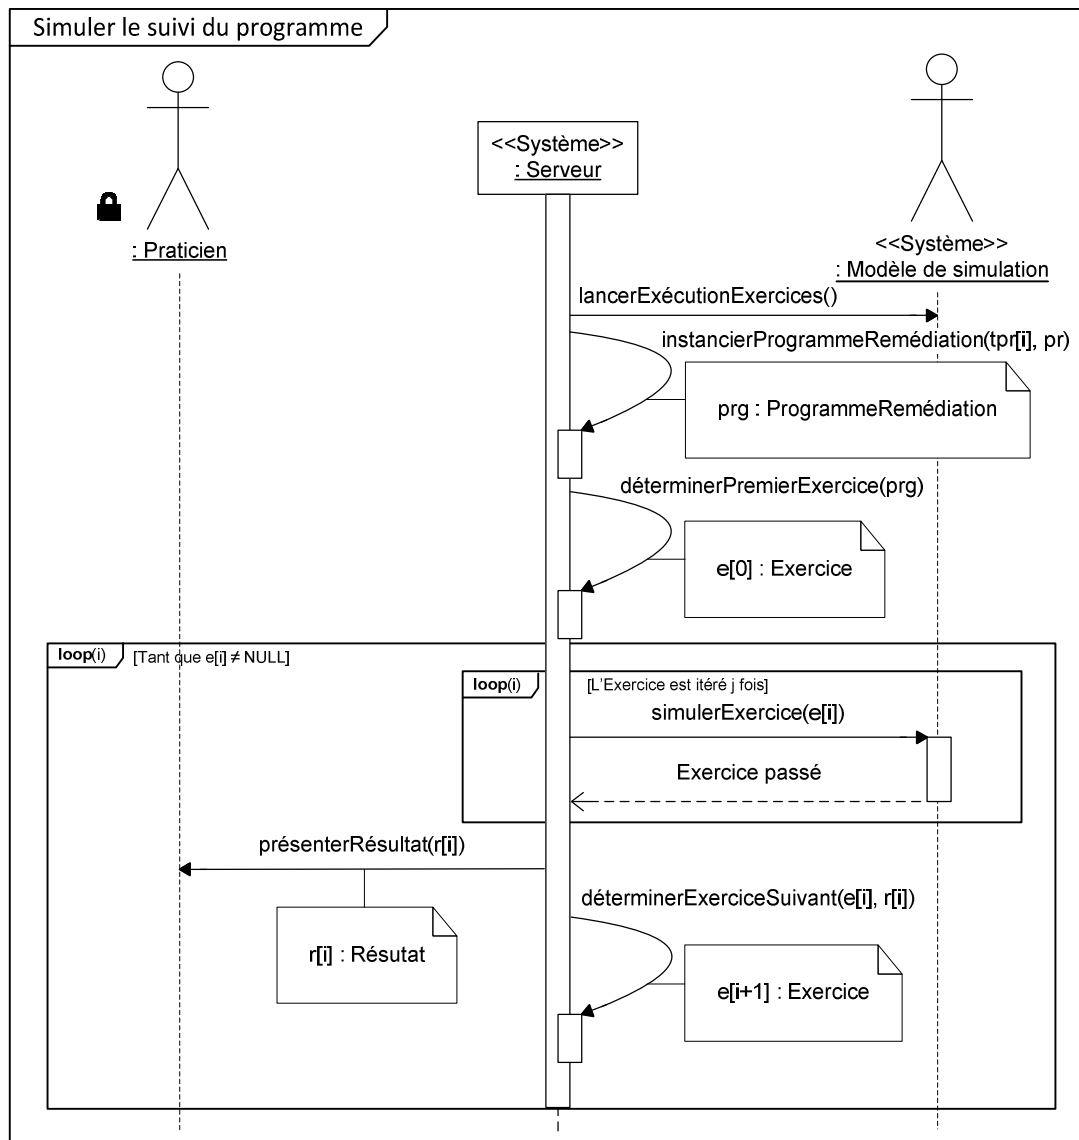 Simuler le suivi du programme
<<Système>>
: Serveur
: Praticien
<<Système>>
: Modèle de simulation
lancerExécutionExercices()
instancierProgrammeRemédiation(tpr[i], pr)
prg : ProgrammeRemédiation
déterminerPremierExercice(prg)
e[0] : Exercice
loop(i) [Tant que e[i] ≠ NULL]
loop(i) [L'Exercice est itéré j fois]
simulerExercice(e[i])
Exercice passé
présenterRésultat(r[i])
déterminerExerciceSuivant(e[i], r[i])
r[i] : Résutat
e[i+1] : Exercice